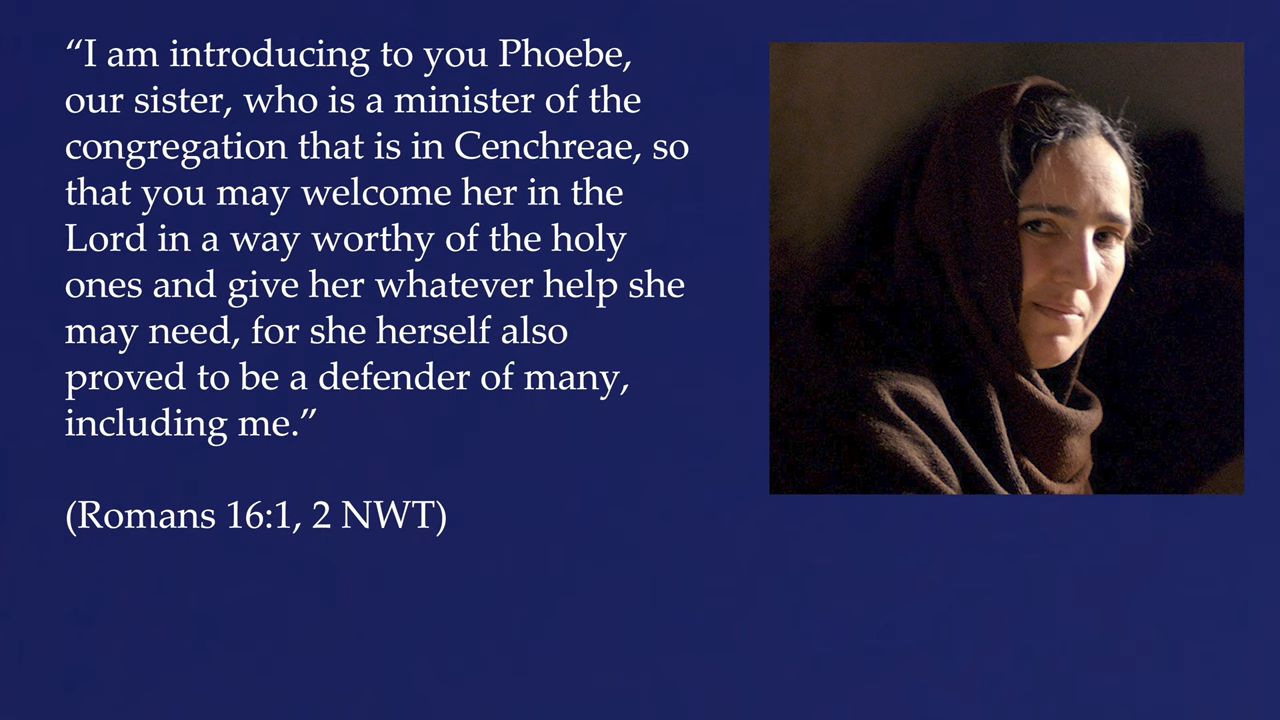 “I am introducing to you Phoebe,
our sister, who is a minister of the
congregation that is in Cenchreae, so
that you may welcome her in the
Lord in a way worthy of the holy
ones and give her whatever help she
may need, for she herself also
proved to be a defender of many,
including me.”
(Romans 16:1, 2 NWT)